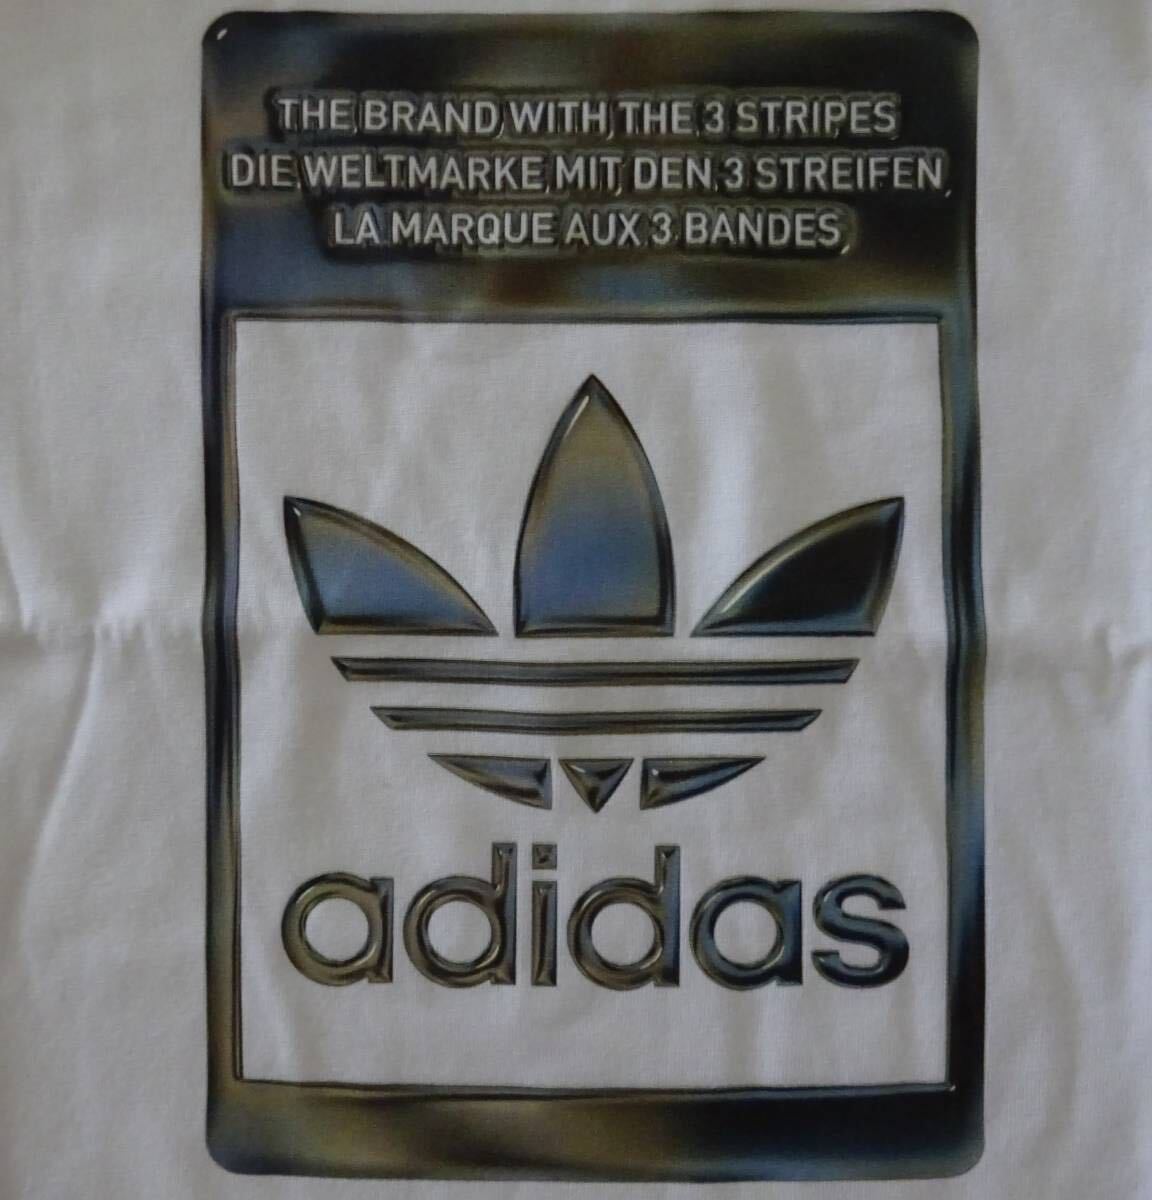 THE BRAND WITH THE 3 STRIPES
DIE WELTMARKE MIT DEN 3 STREIFEN
LA MARQUE AUX 3 BANDES
adidas